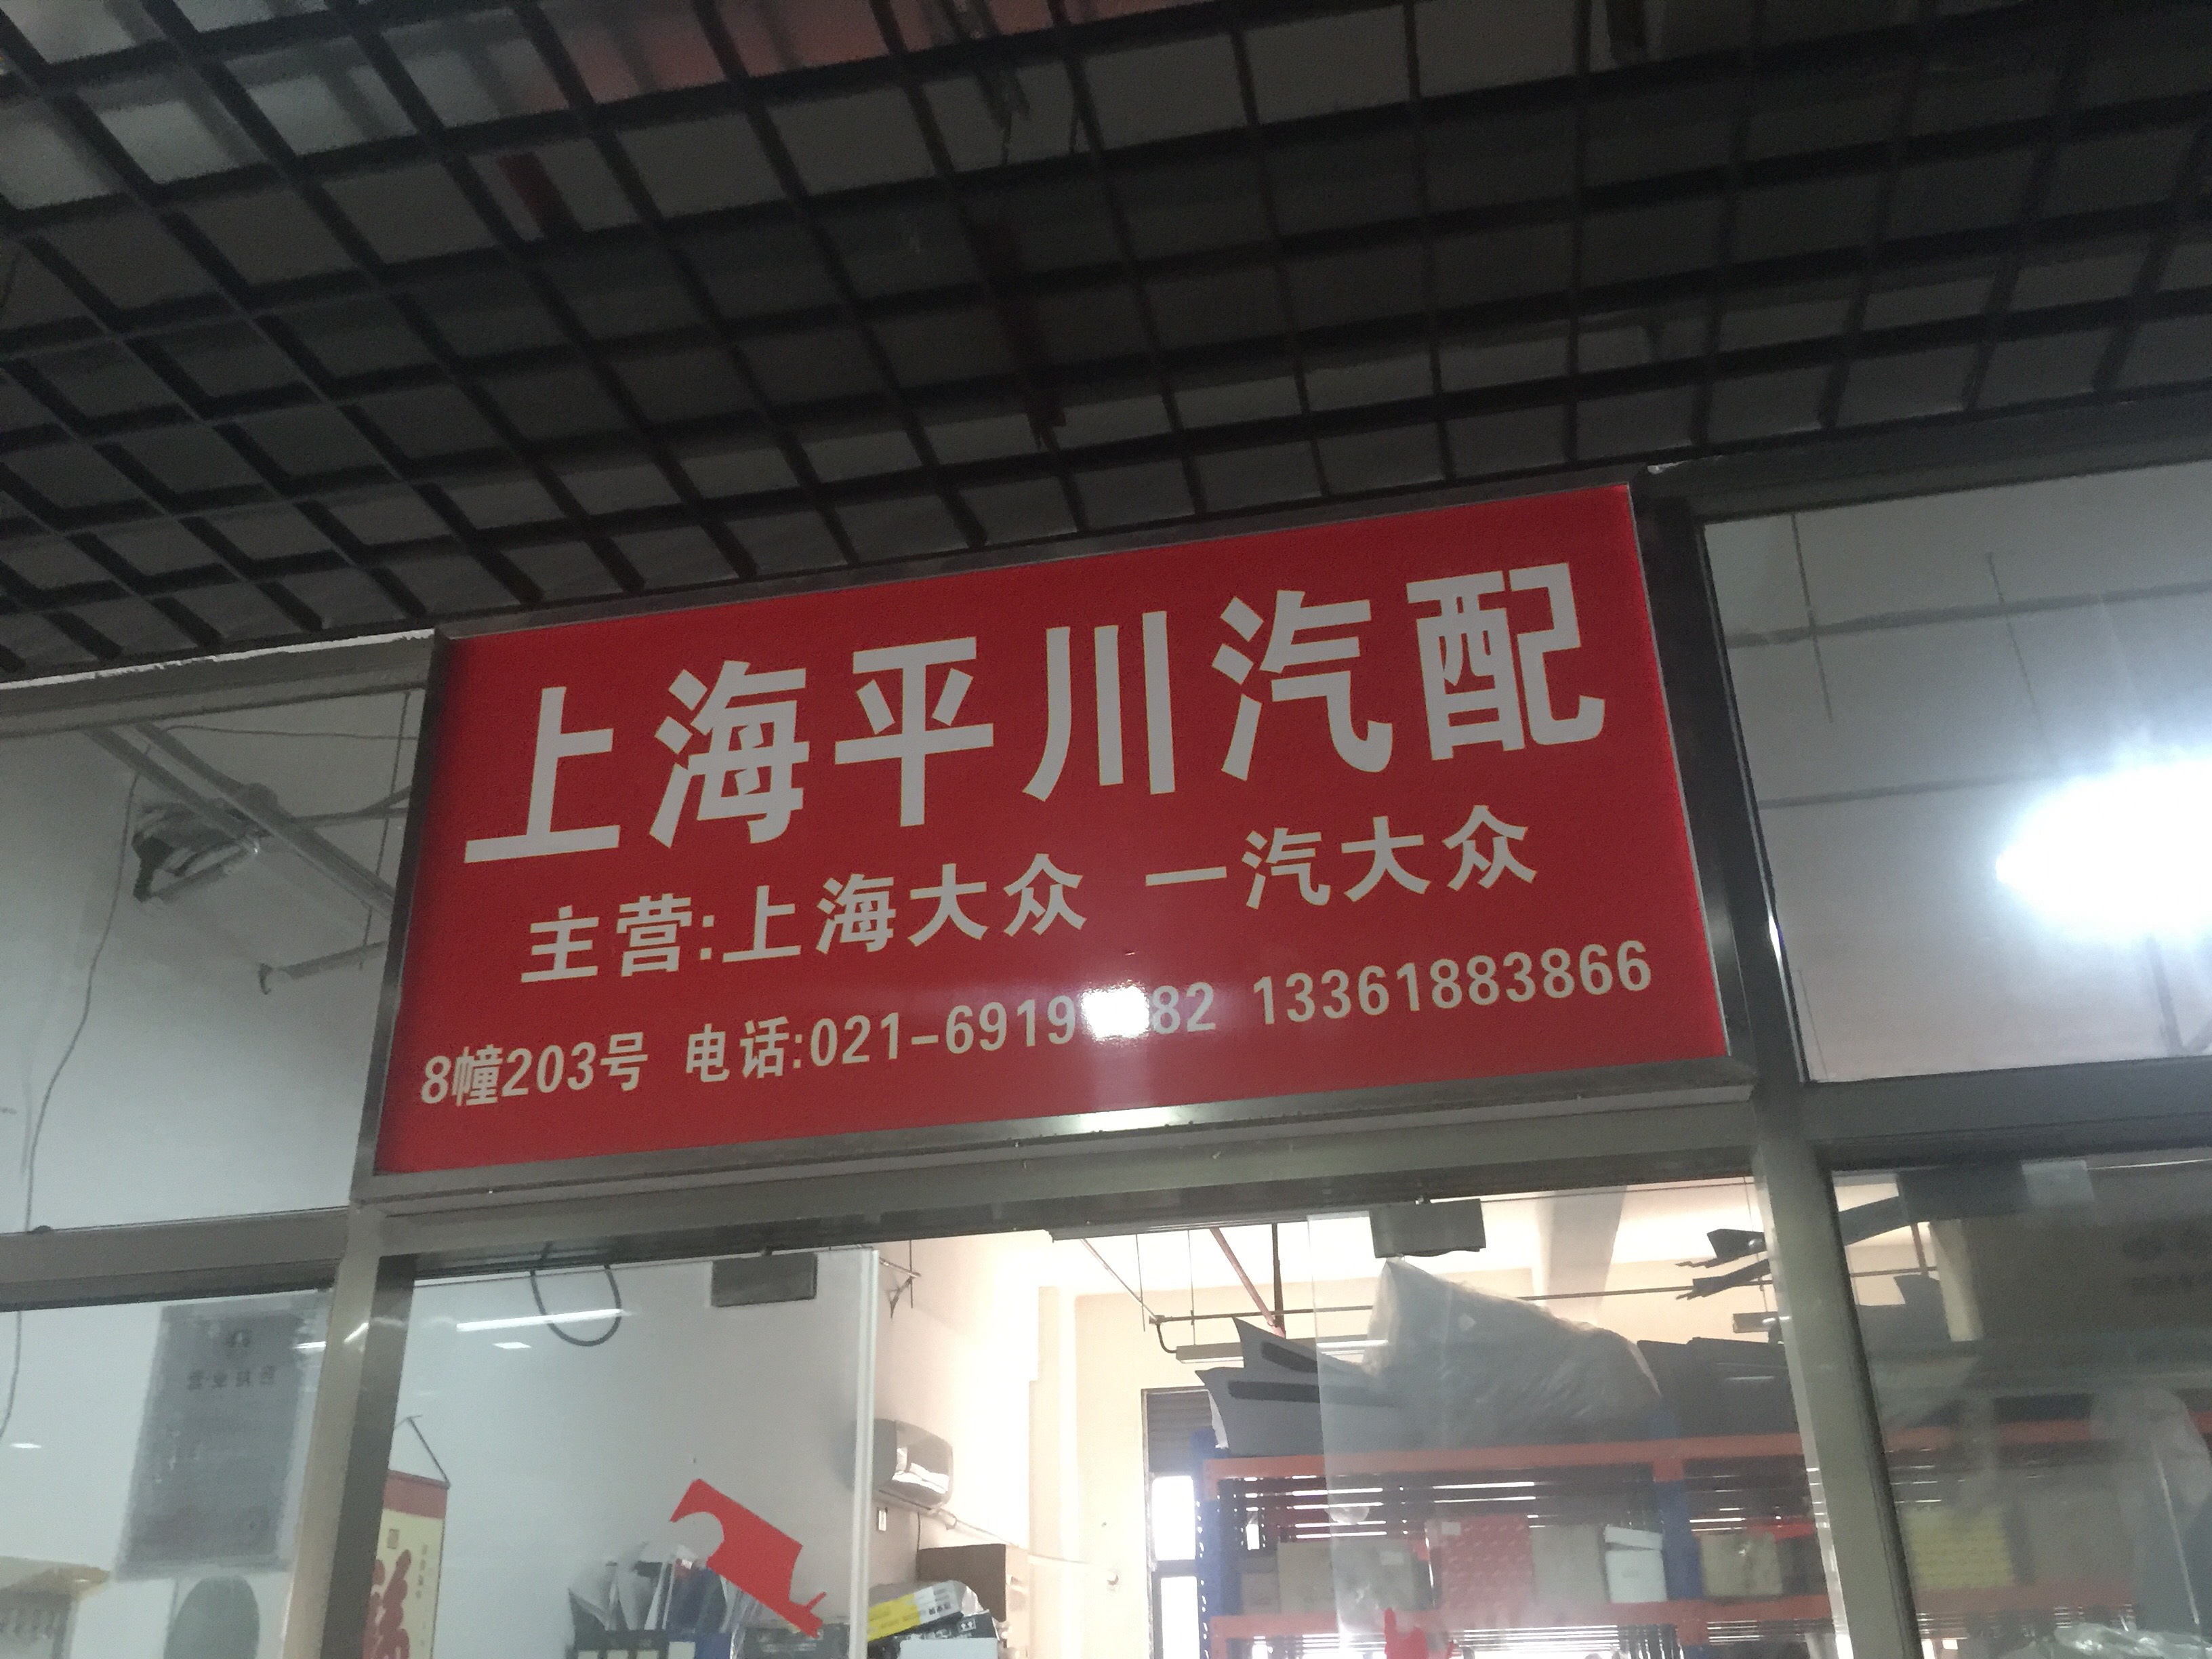 上海平川汽配
主营:上海大众 一汽大众
8幢203号 电话:021-6919 82 13361883866